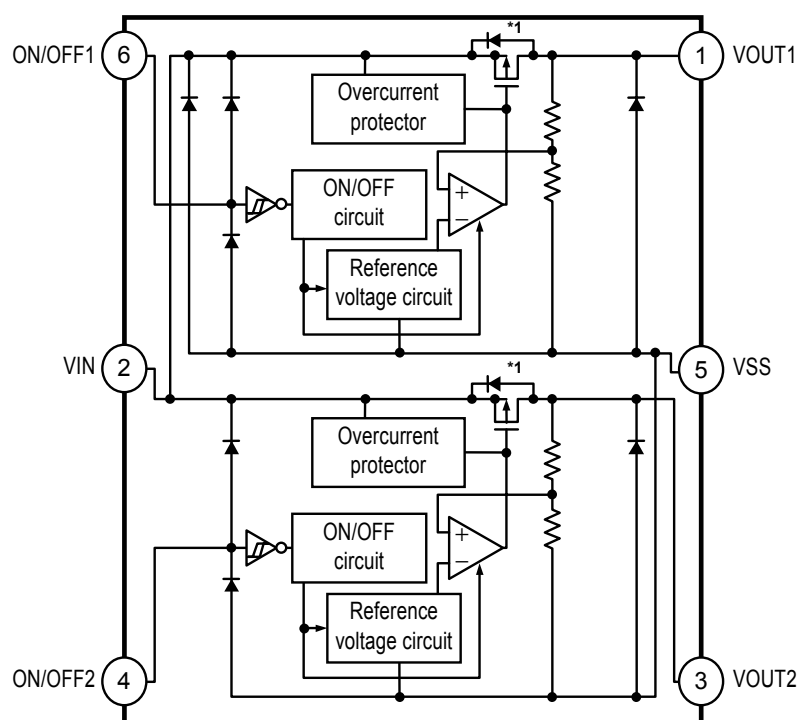 *1
ON/OFF1
6
1
VOUT1
Overcurrent
protector
ON/OFF
circuit
+
−
Reference
voltage circuit
VIN
2
5
VSS
*1
Overcurrent
protector
ON/OFF
circuit
+
−
Reference
voltage circuit
ON/OFF2
4
3
VOUT2